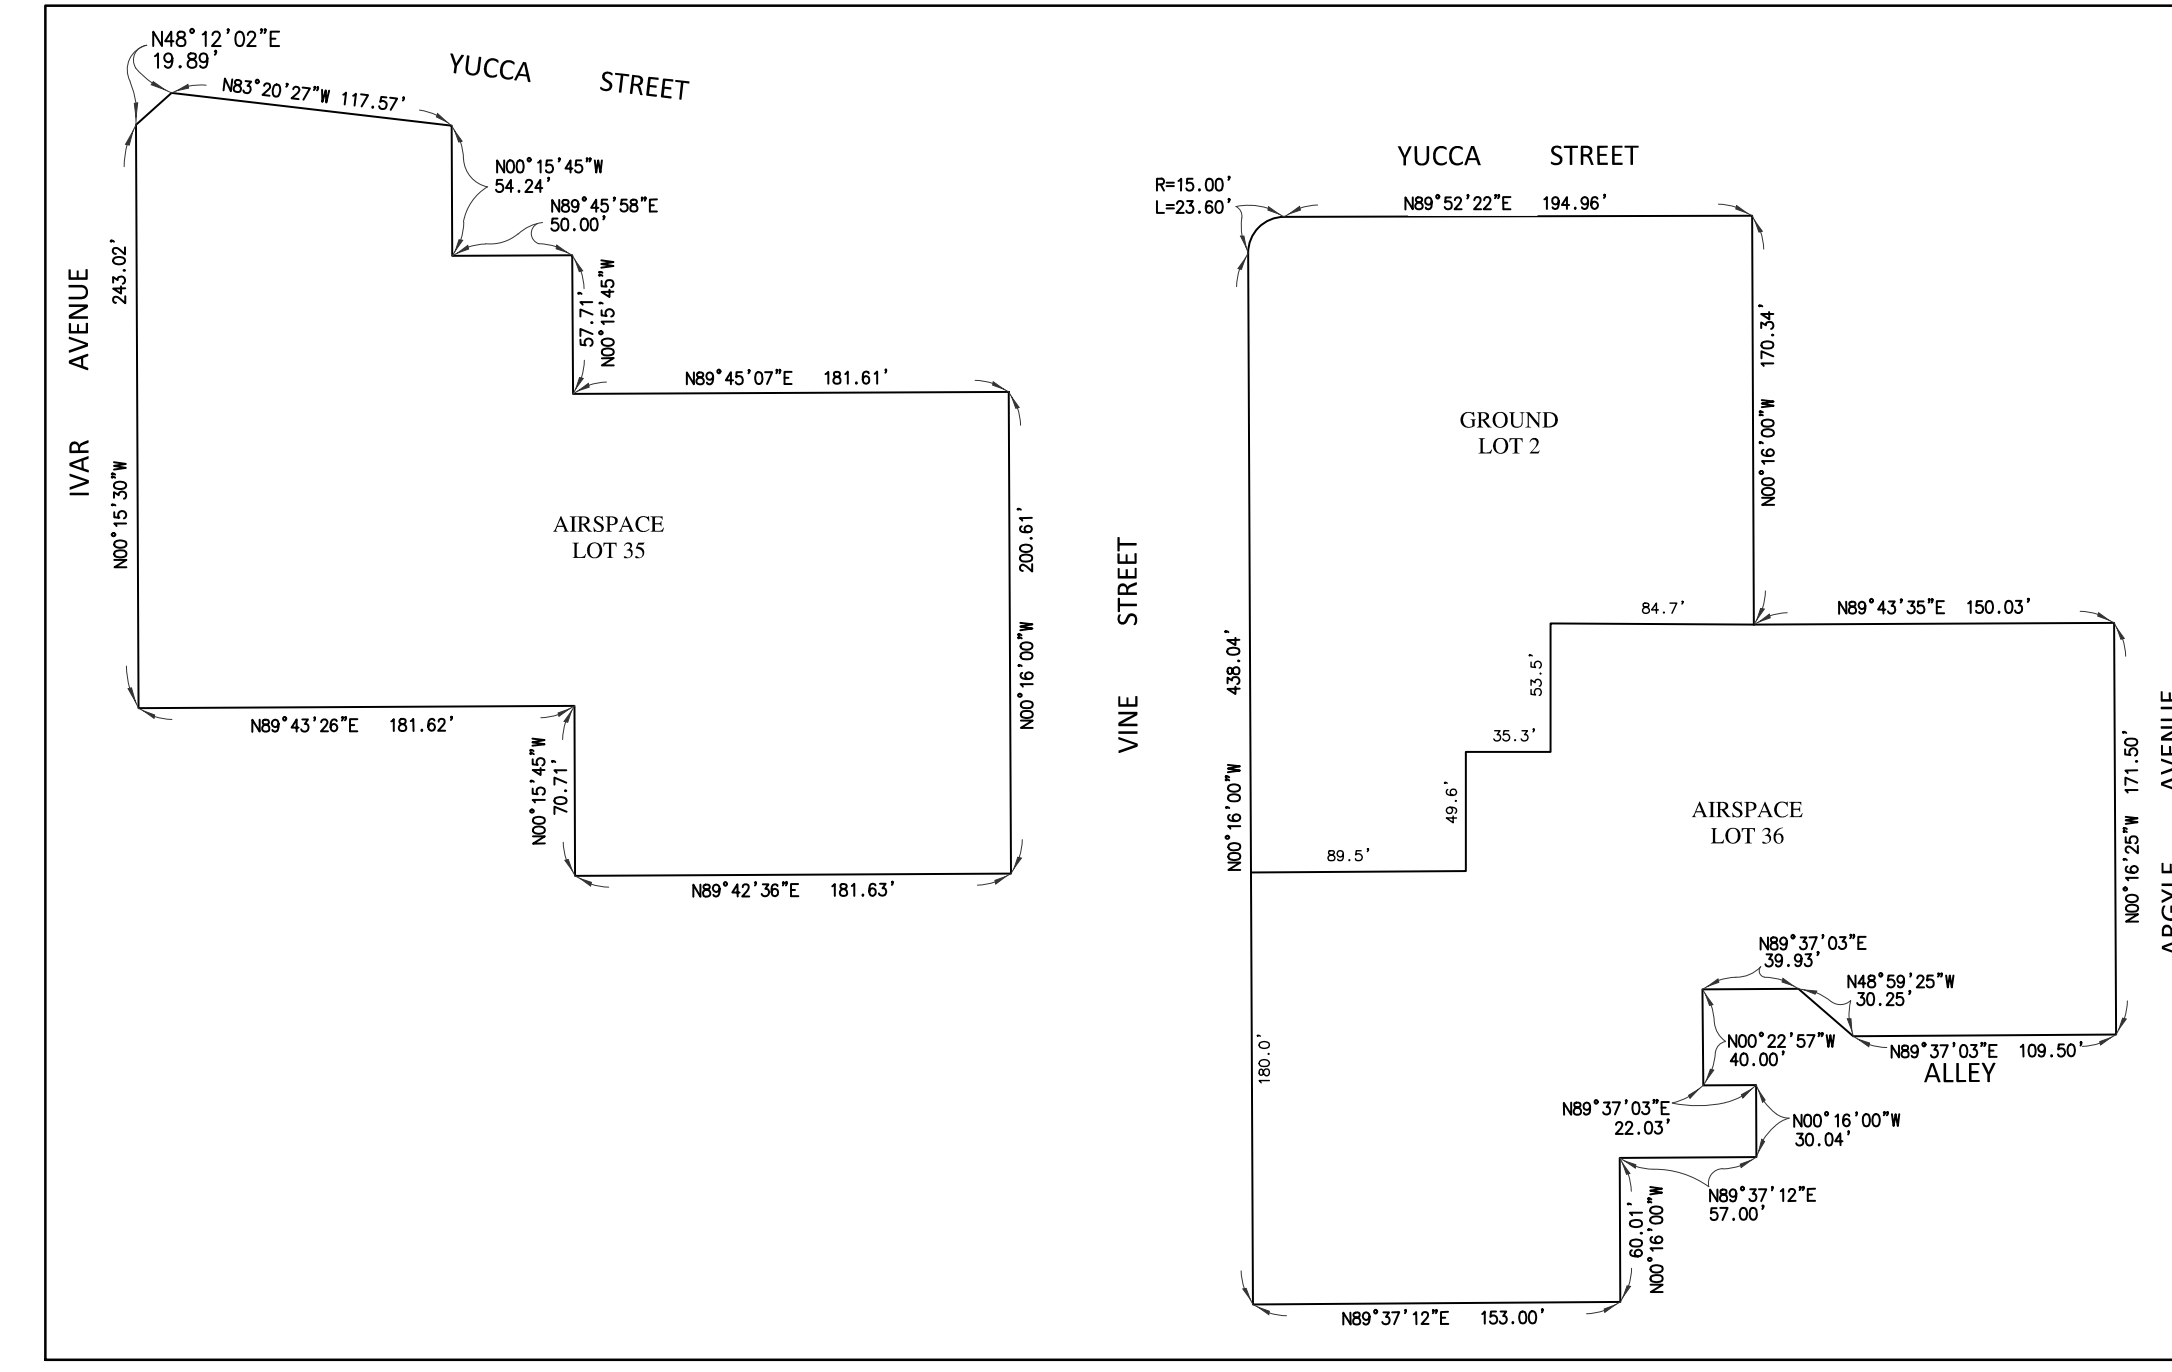 N48°12'02"E
19.89'
N83°20'27"W 117.57'
YUCCA STREET
N00°15'45"W
54.24'
N89°45'58"E
50.00'
57.71'
N00°15'45"W
IVAR AVENUE
N00°15'30"W 243.02'
N89°45'07"E 181.61'
AIRSPACE
LOT 35
N00°16'00"W 200.61'
N89°43'26"E 181.62'
N00°15'45"W
70.71'
N89°42'36"E 181.63'
VINE STREET
YUCCA STREET
R=15.00'
L=23.60'
N89°52'22"E 194.96'
N00°16'00"W 170.34'
GROUND
LOT 2
N00°16'00"W 438.04'
84.7'
N89°43'35"E 150.03'
53.5'
35.3'
49.6'
89.5'
AIRSPACE
LOT 36
N00°16'25"W 171.50'
ARGYLE AVENUE
N89°37'03"E
39.93'
N48°59'25"W
30.25'
N00°22'57"W
40.00'
N89°37'03"E 109.50'
ALLEY
180.0'
N89°37'03"E
22.03'
N00°16'00"W
30.04'
N89°37'12"E
57.00'
60.01'
N00°16'00"W
N89°37'12"E 153.00'